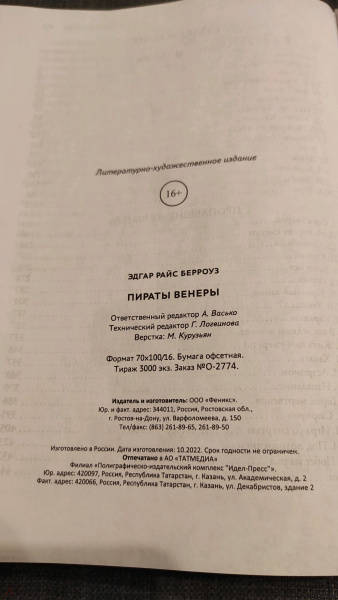 Литературно-художественное издание
16+
ЭДГАР РАЙС БЕРРОУЗ
ПИРАТЫ ВЕНЕРЫ
Ответственный редактор А. Васько
Технический редактор Г. Логвинова
Верстка: М. Курузьян
Формат 70х100/16. Бумага офсетная.
Тираж 3000 экз. Заказ №О-2774.
Издатель и изготовитель: ООО «Феникс».
Юр. и факт. адрес: 344011, Россия, Ростовская обл.,
г. Ростов-на-Дону, ул. Варфоломеева, д. 150
Тел/факс: (863) 261-89-65, 261-89-50
Изготовлено в России. Дата изготовления: 10.2022. Срок годности не ограничен.
Отпечатано в АО «ТАТМЕДИА»
Филиал «Полиграфическо-издательский комплекс "Идел-Пресс"».
Юр. адрес: 420097, Россия, Республика Татарстан, г. Казань, ул. Академическая, д. 2
Факт. адрес: 420066, Россия, Республика Татарстан, г. Казань, ул. Декабристов, здание 2